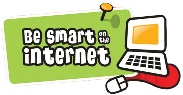 Be smart on the
internet